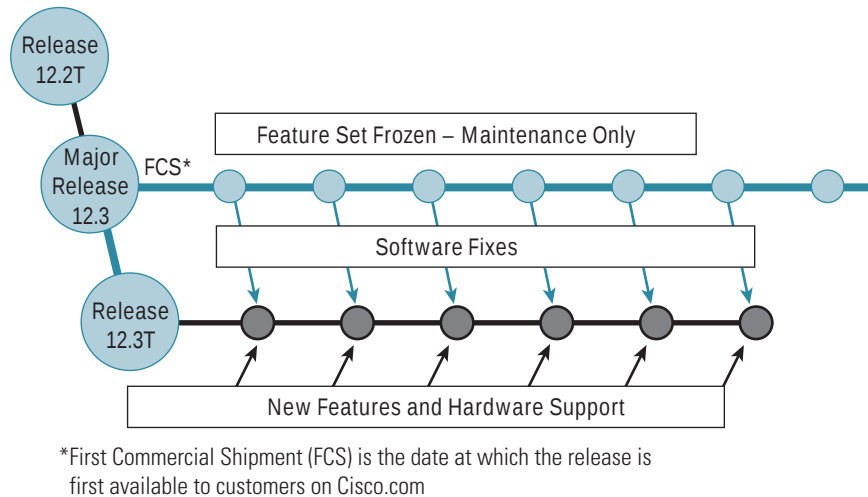 Release
12.2T
Feature Set Frozen – Maintenance Only
Major
Release
12.3
FCS*
Software Fixes
Release
12.3T
New Features and Hardware Support
*First Commercial Shipment (FCS) is the date at which the release is
first available to customers on Cisco.com